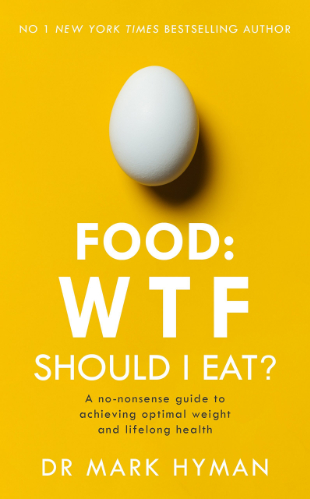 NO 1 NEW YORK TIMES BESTSELLING AUTHOR
FOOD:
WTF
SHOULD I EAT?
A no-nonsense guide to
achieving optimal weight
and lifelong health
DR MARK HYMAN